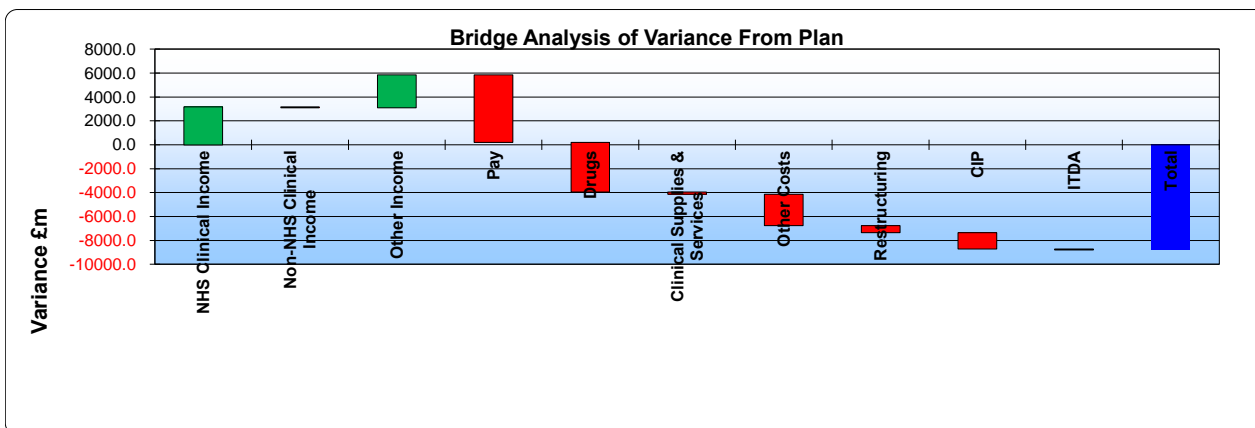 Bridge Analysis of Variance From Plan
8000.0
6000.0
4000.0
2000.0
0.0
-2000.0
-4000.0
-6000.0
-8000.0
-10000.0
Variance £m
NHS Clinical Income
Non-NHS Clinical
Income
Other Income
Pay
Drugs
Clinical Supplies &
Services
Other Costs
Restructuring
CIP
ITDA
Total